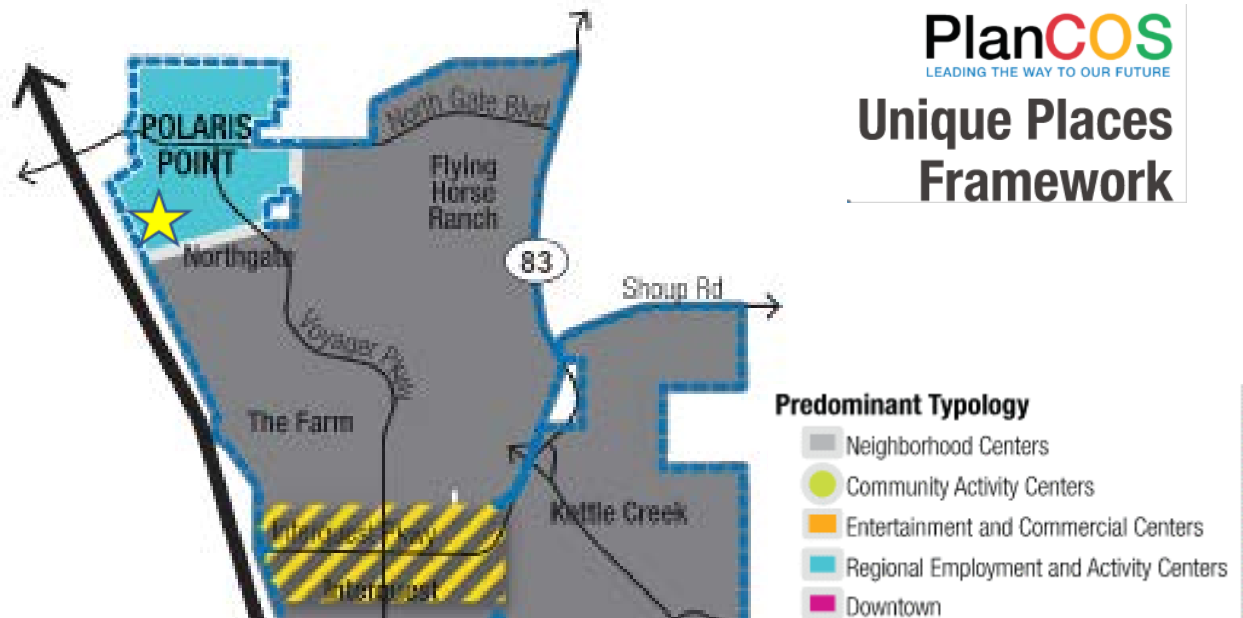 PlanCOS
LEADING THE WAY TO OUR FUTURE
Unique Places
Framework
North Gate Blvd
POLARIS
POINT
Flying
Horse
Ranch
Northgate
83
Shoup Rd
Voyager Pkwy
The Farm
Kettle Creek
Interquest Pkwy
Interquest
Predominant Typology
Neighborhood Centers
Community Activity Centers
Entertainment and Commercial Centers
Regional Employment and Activity Centers
Downtown